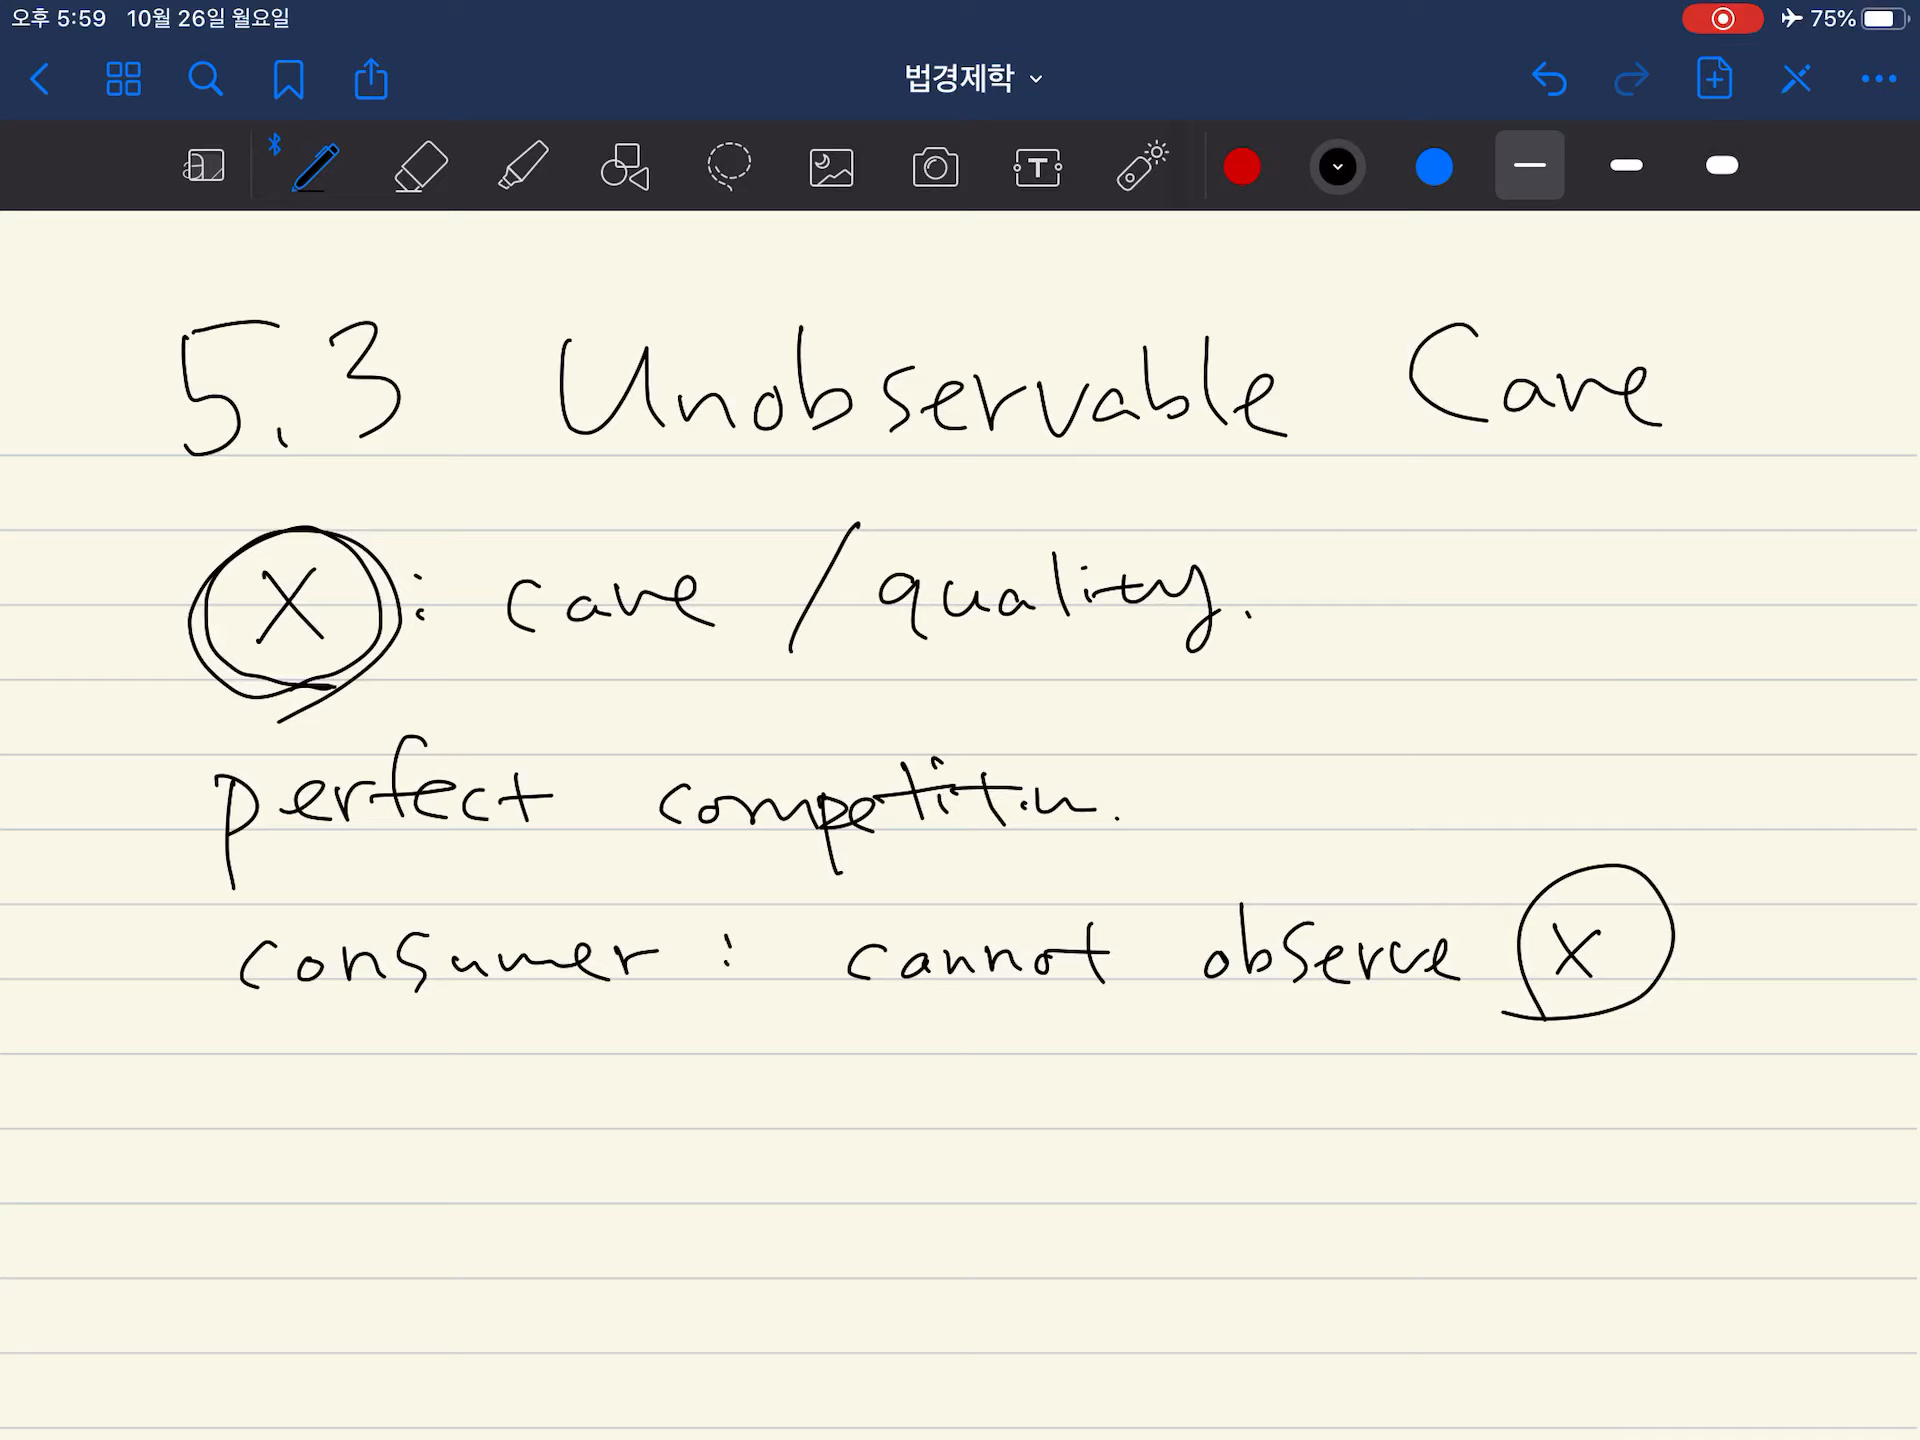 오후 5:59 10월 26일 월요일 75%
법경제학
5.3 Unobservable Care
X : care / quality.
perfect competition.
consumer : cannot observe X